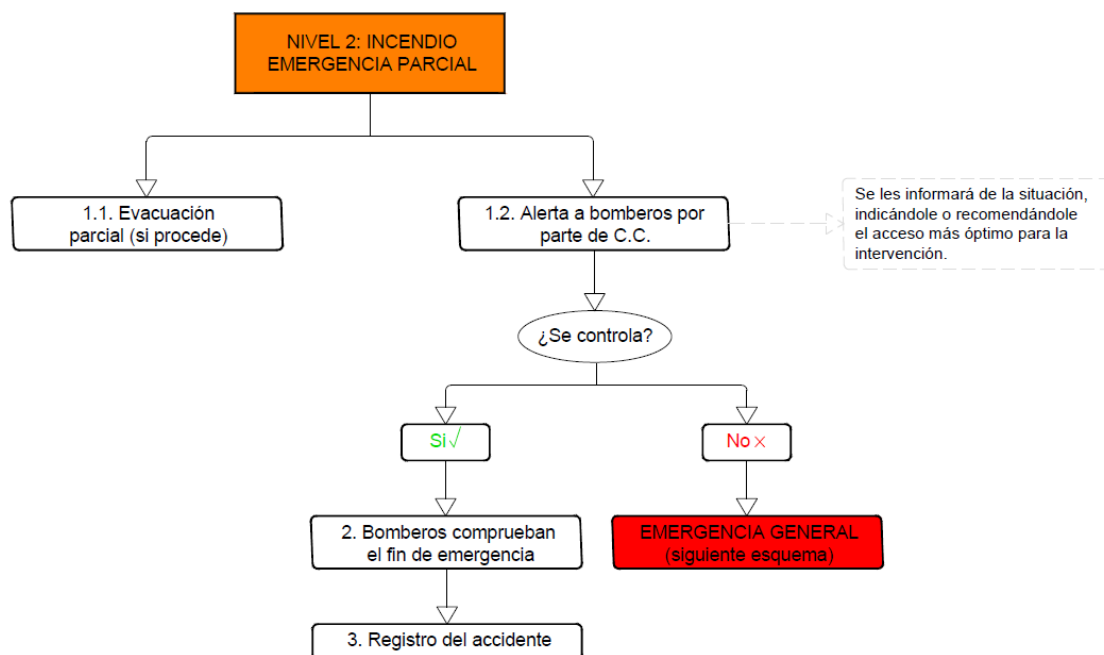 NIVEL 2: INCENDIO
EMERGENCIA PARCIAL
1.1. Evacuación
parcial (si procede)
1.2. Alerta a bomberos por
parte de C.C.
Se les informará de la situación,
indicándole o recomendándole
el acceso más óptimo para la
intervención.
¿Se controla?
Si √
No ×
2. Bomberos comprueban
el fin de emergencia
EMERGENCIA GENERAL
(siguiente esquema)
3. Registro del accidente